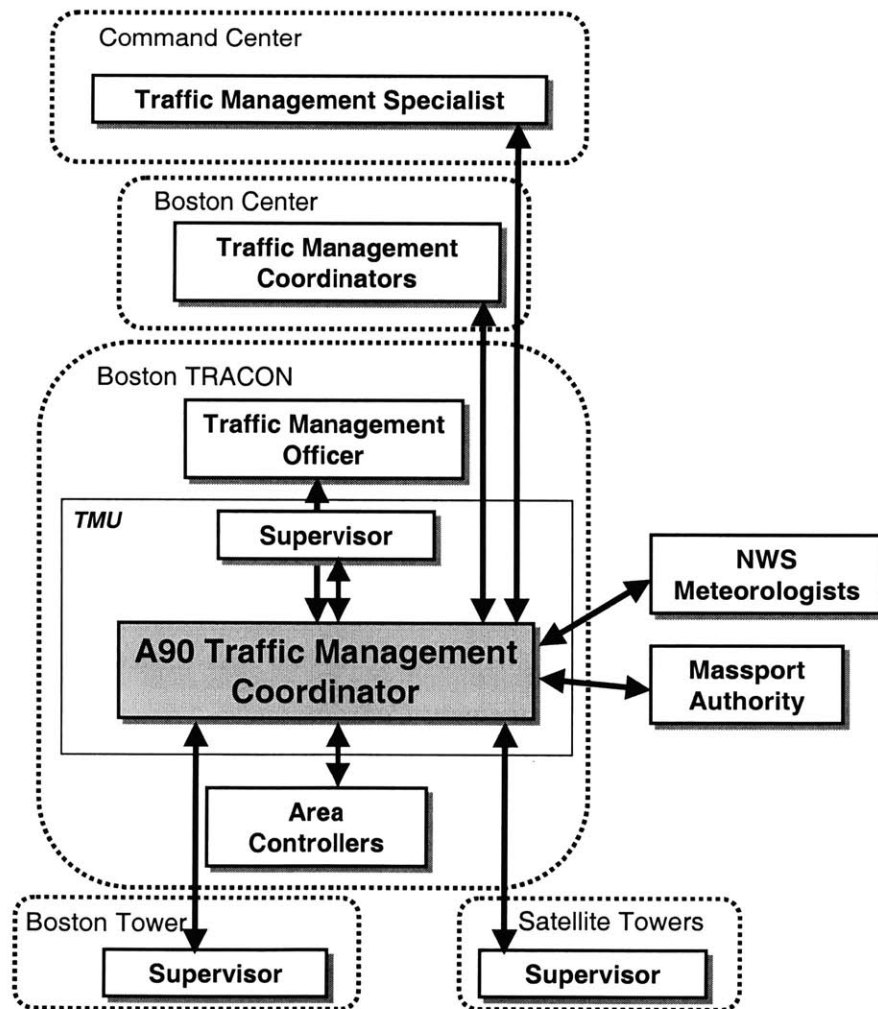 Command Center
Traffic Management Specialist
Boston Center
Traffic Management
Coordinators
Boston TRACON
Traffic Management
Officer
TMU
Supervisor
NWS
Meteorologists
A90 Traffic Management
Coordinator
Massport
Authority
Area
Controllers
Boston Tower
Supervisor
Satellite Towers
Supervisor